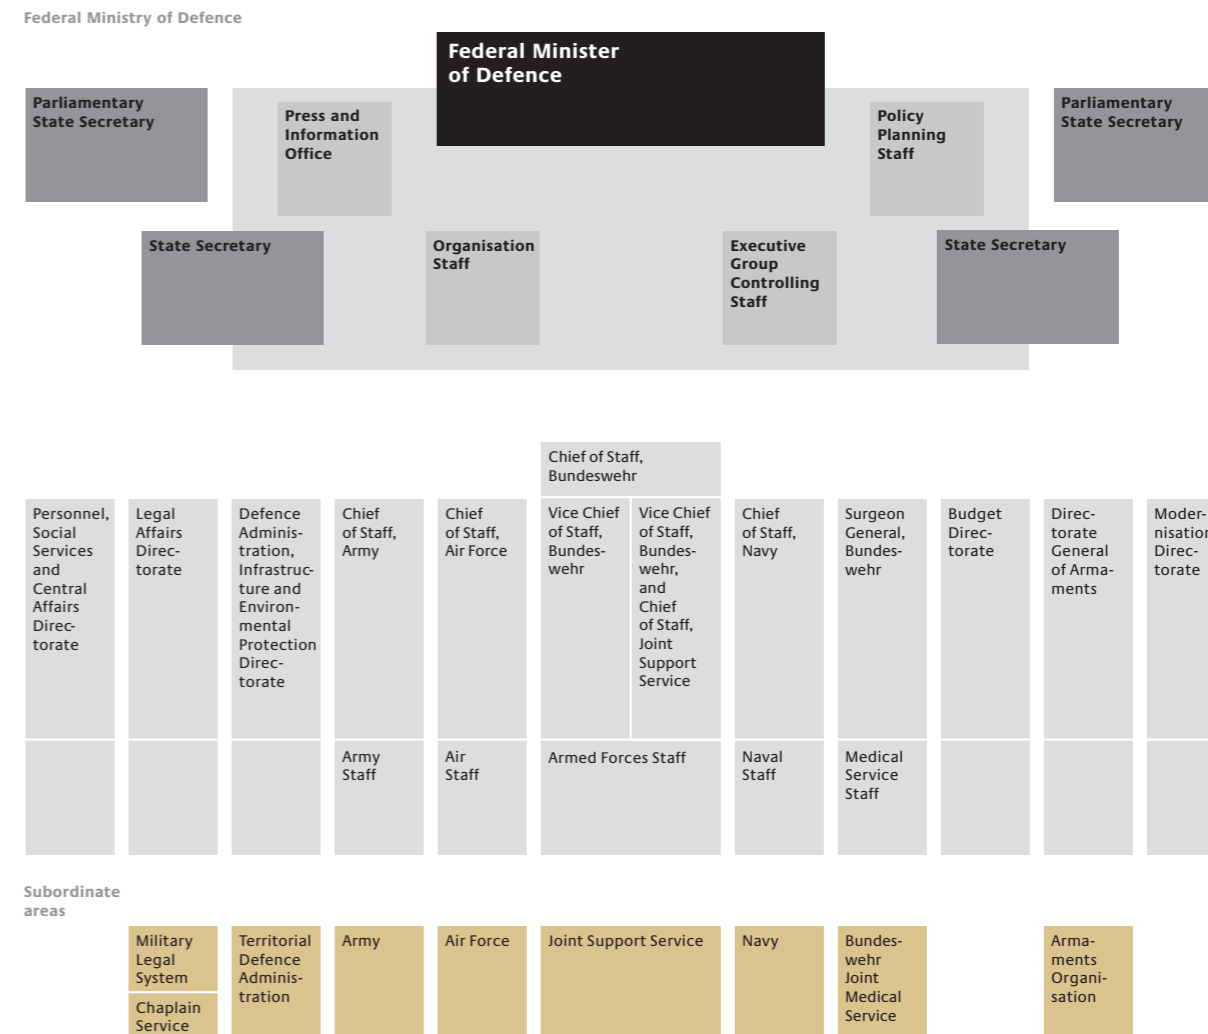 Federal Ministry of Defence
Federal Minister
of Defence
Parliamentary
State Secretary
Press and
Information
Office
Policy
Planning
Staff
Parliamentary
State Secretary
State Secretary
Organisation
Staff
Executive
Group
Controlling
Staff
State Secretary
Chief of Staff,
Bundeswehr
Personnel,
Social
Services
and
Central
Affairs
Direc-
torate
Legal
Affairs
Direc-
torate
Defence
Adminis-
tration,
Infrastruc-
ture and
Environ-
mental
Protection
Direc-
torate
Chief
of Staff,
Army
Chief
of Staff,
Air Force
Vice Chief
of Staff,
Bundes-
wehr
Vice Chief
of Staff,
Bundes-
wehr,
and
Chief
of Staff,
Joint
Support
Service
Chief
of Staff,
Navy
Surgeon
General,
Bundes-
wehr
Budget
Direc-
torate
Direc-
torate
General
of Arma-
ments
Moder-
nisation
Direc-
torate
Army
Staff
Air
Staff
Armed Forces Staff
Naval
Staff
Medical
Service
Staff
Subordinate
areas
Military
Legal
System
Chaplain
Service
Territorial
Defence
Adminis-
tration
Army
Air Force
Joint Support Service
Navy
Bundes-
wehr
Joint
Medical
Service
Arma-
ments
Organi-
sation